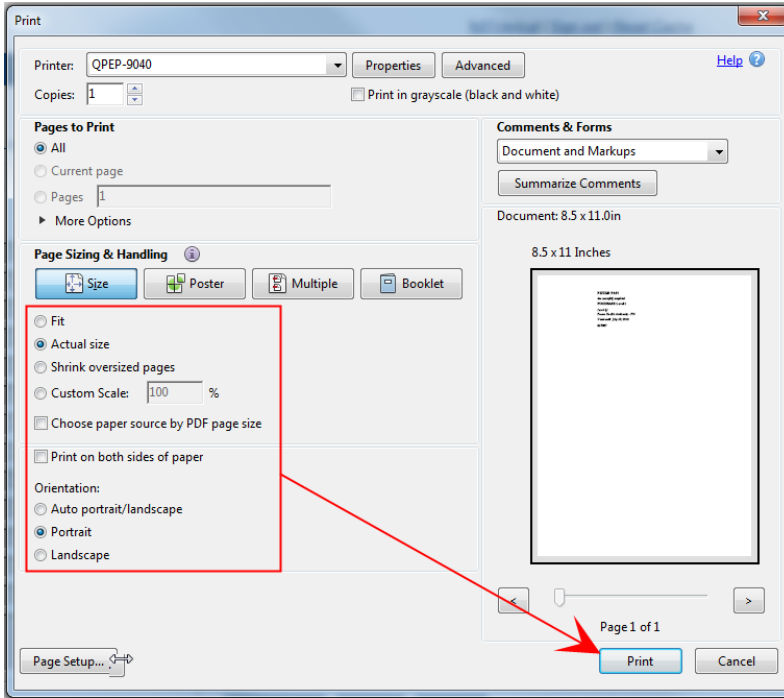 Print
Printer: QPEP-9040 Properties Advanced Help
Copies: 1 Print in grayscale (black and white)
Pages to Print
All
Current page
Pages 1
More Options
Comments & Forms
Document and Markups
Summarize Comments
Page Sizing & Handling
Size Poster Multiple Booklet
Fit
Actual size
Shrink oversized pages
Custom Scale: 100 %
Choose paper source by PDF page size
Print on both sides of paper
Orientation:
Auto portrait/landscape
Portrait
Landscape
Document: 8.5 x 11.0in
8.5 x 11 Inches
< >
Page 1 of 1
Page Setup... Print Cancel